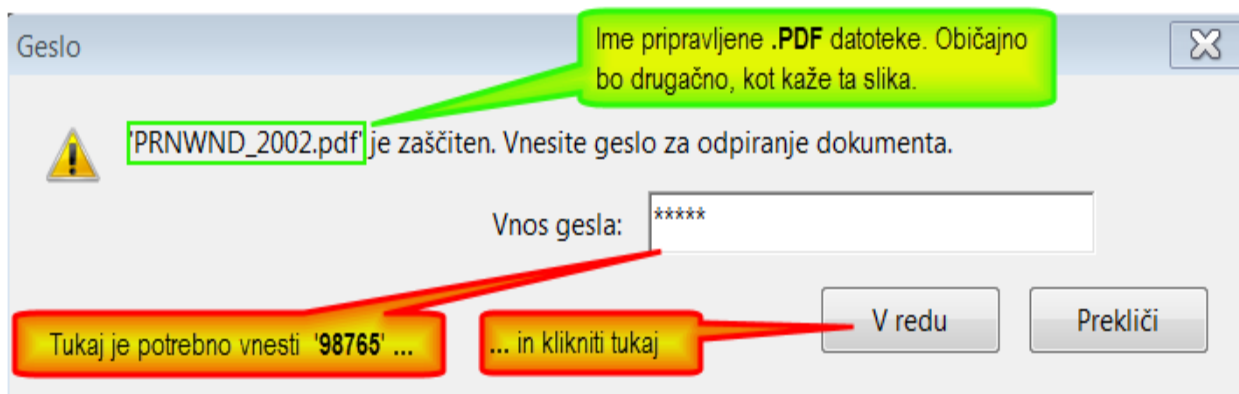 Geslo
Ime pripravljene .PDF datoteke. Običajno
bo drugačno, kot kaže ta slika.
'PRNWND_2002.pdf' je zaščiten. Vnesite geslo za odpiranje dokumenta.
Vnos gesla: *****
Tukaj je potrebno vnesti '98765' ...
... in klikniti tukaj
V redu
Prekliči